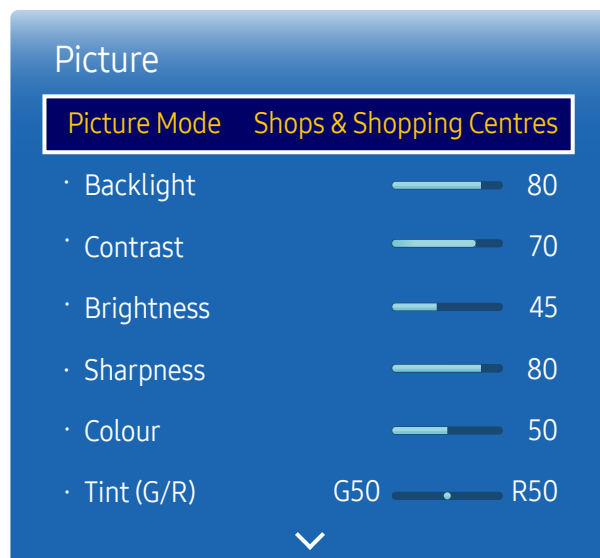 Picture
Picture Mode Shops & Shopping Centres
· Backlight 80
· Contrast 70
· Brightness 45
· Sharpness 80
· Colour 50
· Tint (G/R) G50 R50